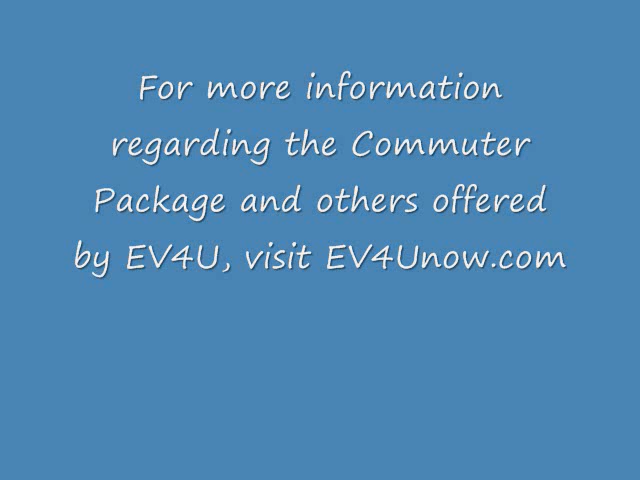 For more information
regarding the Commuter
Package and others offered
by EV4U, visit EV4Unow.com